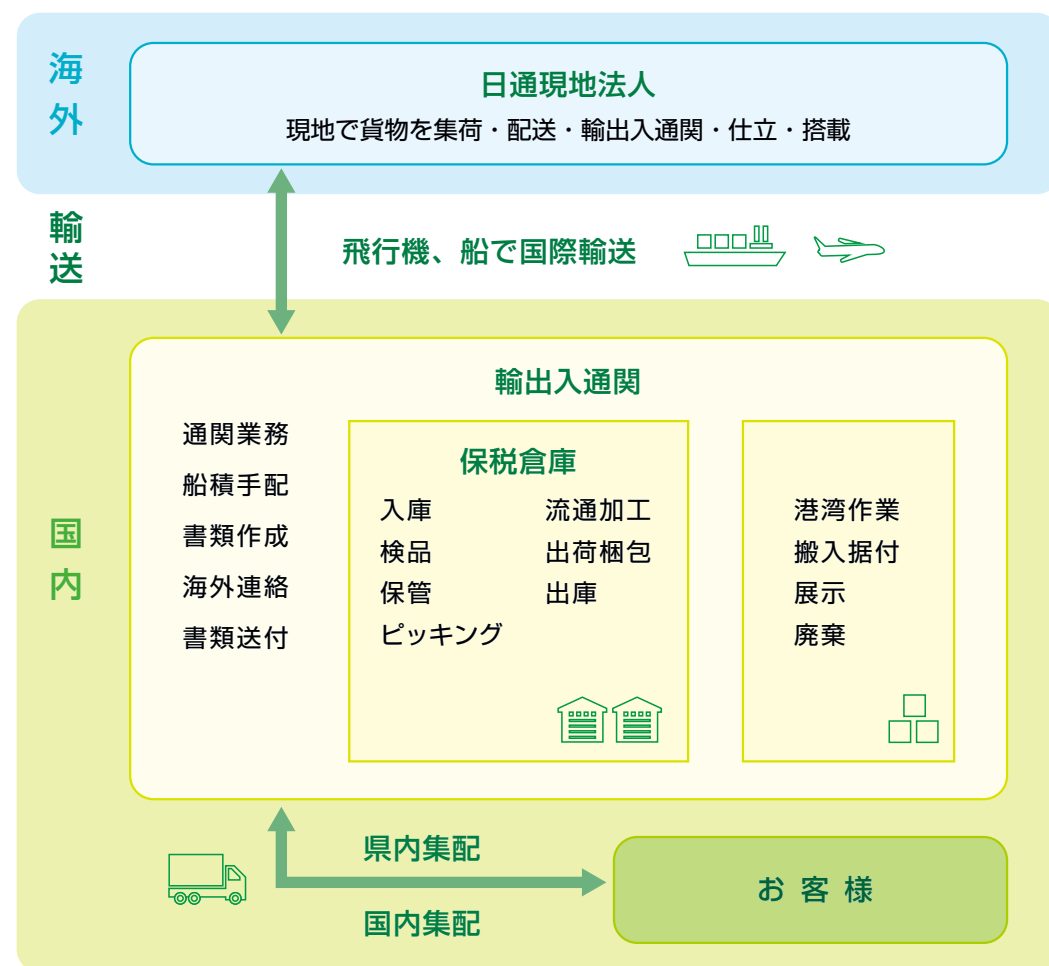 海外
日通現地法人
現地で貨物を集荷・配送・輸出入通関・仕立・搭載
輸送
飛行機、船で国際輸送
国内
輸出入通関
通関業務
船積手配
書類作成
海外連絡
書類送付
保税倉庫
入庫
検品
保管
ピッキング
流通加工
出荷梱包
出庫
港湾作業
搬入据付
展示
廃棄
県内集配
国内集配
お客様